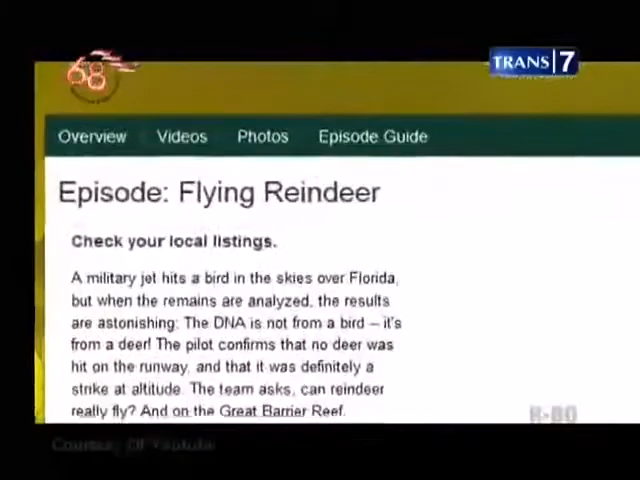 68
TRANS|7
Overview Videos Photos Episode Guide
Episode: Flying Reindeer
Check your local listings.
A military jet hits a bird in the skies over Florida,
but when the remains are analyzed, the results
are astonishing: The DNA is not from a bird – it's
from a deer! The pilot confirms that no deer was
hit on the runway, and that it was definitely a
strike at altitude. The team asks, can reindeer
really fly? And on the Great Barrier Reef,
Courtesy Of Youtube